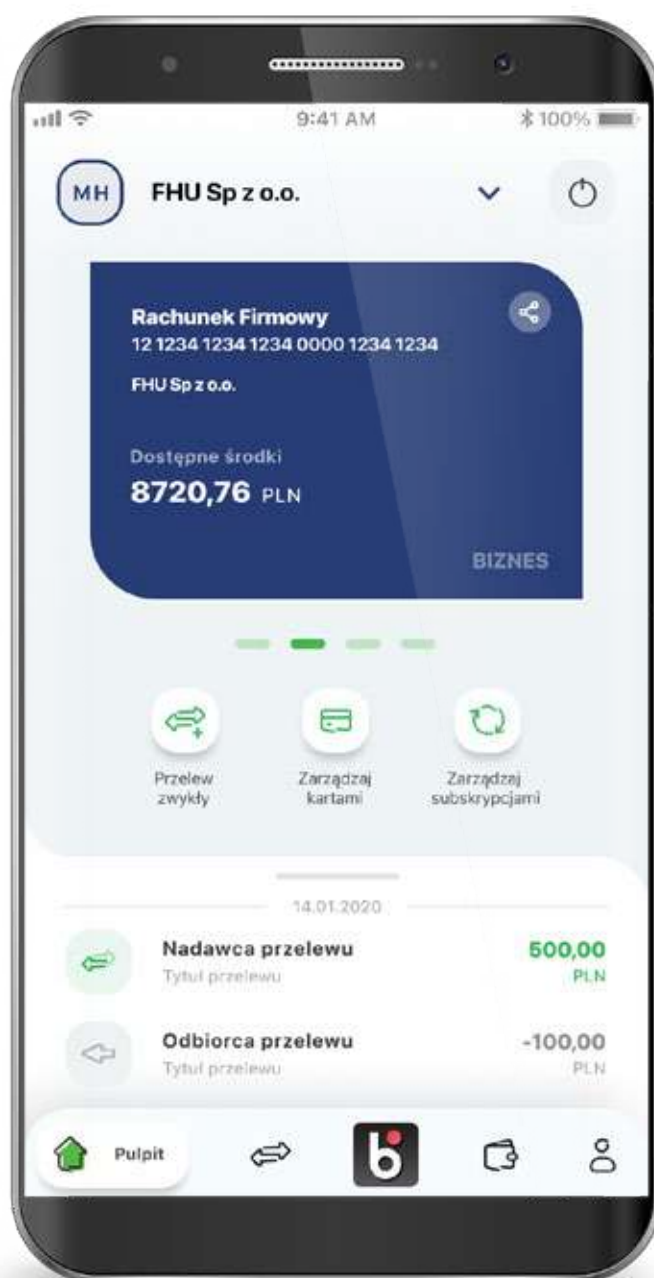 9:41 AM
100%
MH
FHU Sp z o.o.
Rachunek Firmowy
12 1234 1234 1234 0000 1234 1234
FHU Sp z o.o.
Dostępne środki
8720,76 PLN
BIZNES
Przelew zwykły
Zarządzaj kartami
Zarządzaj subskrypcjami
14.01.2020
Nadawca przelewu
500,00
Tytuł przelewu
PLN
Odbiorca przelewu
-100,00
Tytuł przelewu
PLN
Pulpit
b